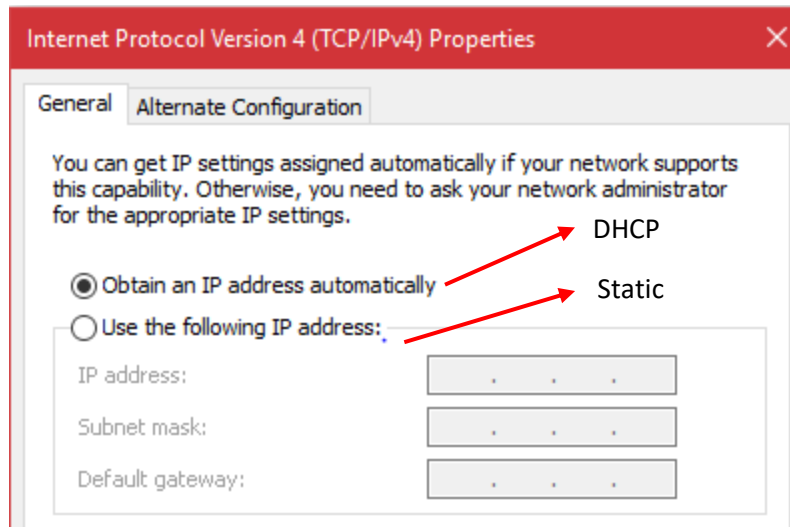 Internet Protocol Version 4 (TCP/IPv4) Properties
General
Alternate Configuration
You can get IP settings assigned automatically if your network supports
this capability. Otherwise, you need to ask your network administrator
for the appropriate IP settings.
DHCP
Obtain an IP address automatically
Static
Use the following IP address:
IP address:
Subnet mask:
Default gateway: